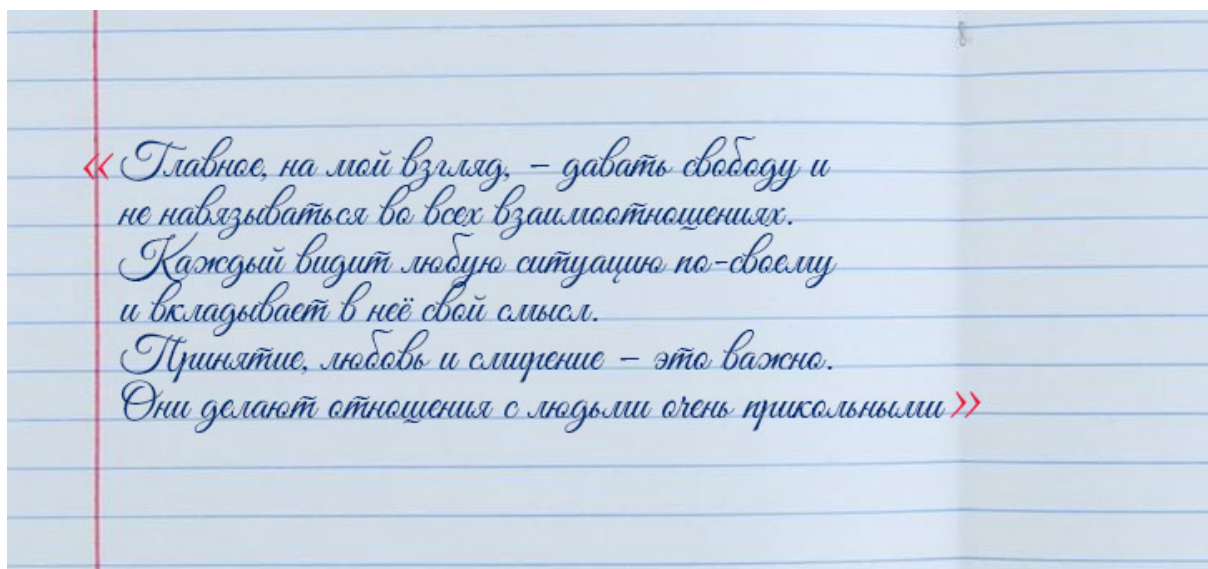 «Главное, на мой взгляд, – давать свободу и
не навязываться во всех взаимоотношениях.
Каждый видит любую ситуацию по-своему
и вкладывает в неё свой смысл.
Принятие, любовь и смирение – это важно.
Они делают отношения с людьми очень прикольными»